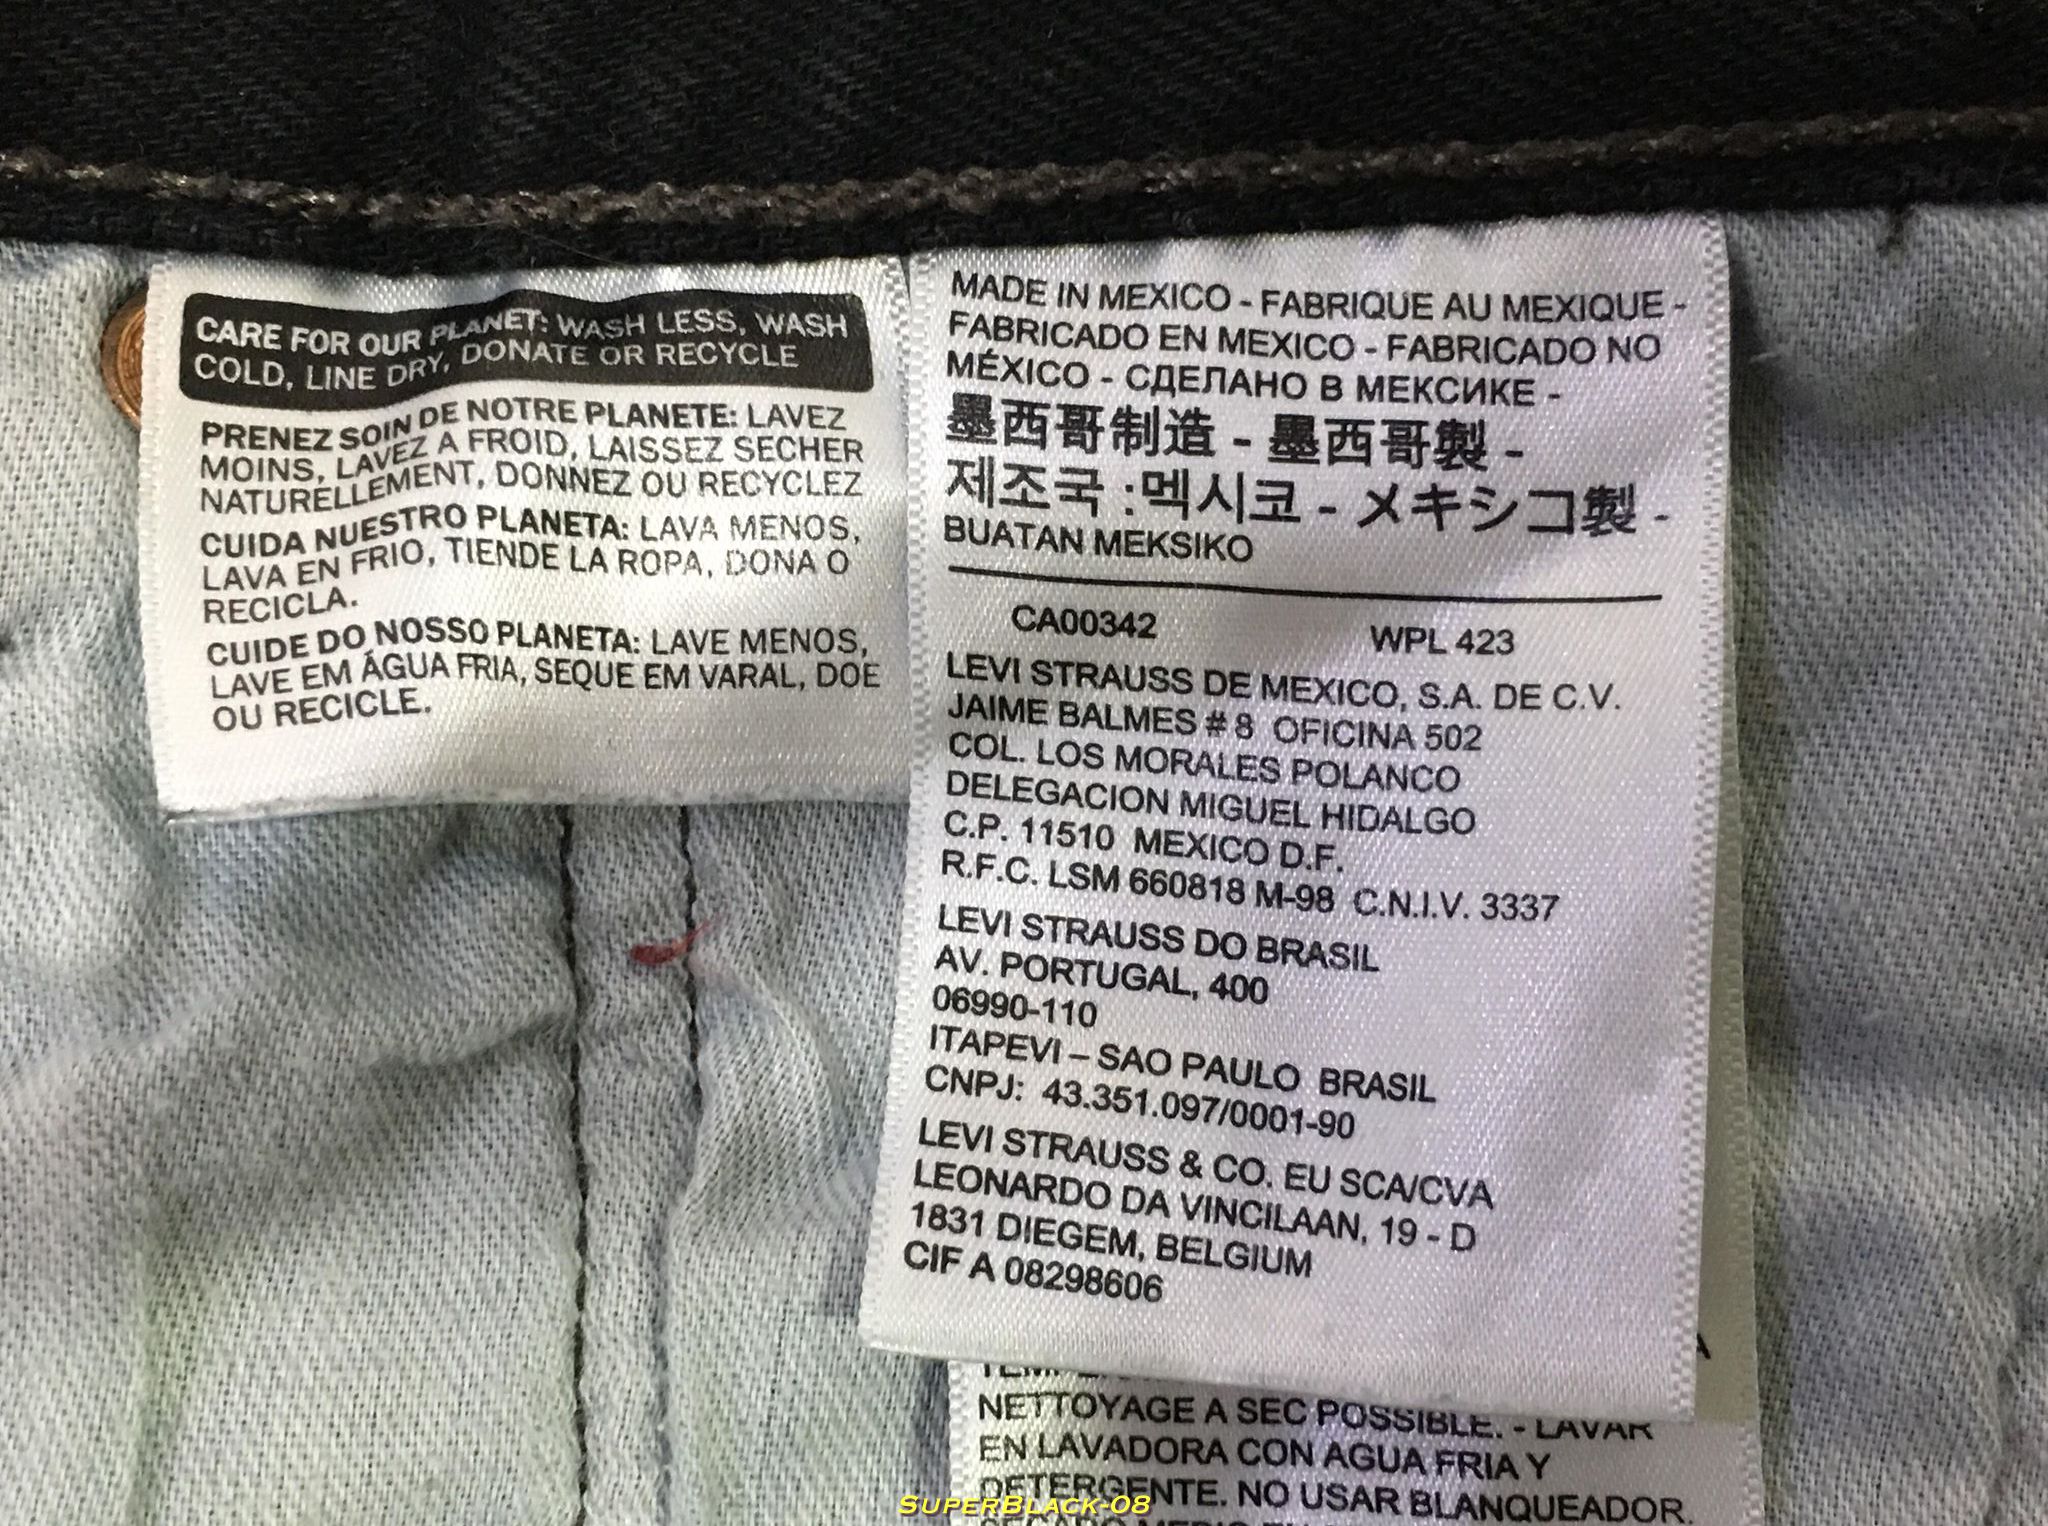 CARE FOR OUR PLANET: WASH LESS, WASH
COLD, LINE DRY, DONATE OR RECYCLE
PRENEZ SOIN DE NOTRE PLANETE: LAVEZ
MOINS, LAVEZ A FROID, LAISSEZ SECHER
NATURELLEMENT, DONNEZ OU RECYCLEZ
CUIDA NUESTRO PLANETA: LAVA MENOS,
LAVA EN FRIO, TIENDE LA ROPA, DONA O
RECICLA.
CUIDE DO NOSSO PLANETA: LAVE MENOS,
LAVE EM ÁGUA FRIA, SEQUE EM VARAL, DOE
OU RECICLE.
MADE IN MEXICO - FABRIQUE AU MEXIQUE -
FABRICADO EN MEXICO - FABRICADO NO
MÉXICO - СДЕЛАНО В МЕКСИКЕ -
墨西哥制造 - 墨西哥製 -
제조국 :멕시코 - メキシコ製 -
BUATAN MEKSIKO
CA00342 WPL 423
LEVI STRAUSS DE MEXICO, S.A. DE C.V.
JAIME BALMES # 8 OFICINA 502
COL. LOS MORALES POLANCO
DELEGACION MIGUEL HIDALGO
C.P. 11510 MEXICO D.F.
R.F.C. LSM 660818 M-98 C.N.I.V. 3337
LEVI STRAUSS DO BRASIL
AV. PORTUGAL, 400
06990-110
ITAPEVI – SAO PAULO BRASIL
CNPJ: 43.351.097/0001-90
LEVI STRAUSS & CO. EU SCA/CVA
LEONARDO DA VINCILAAN, 19 - D
1831 DIEGEM, BELGIUM
CIF A 08298606
NETTOYAGE A SEC POSSIBLE. - LAVAR
EN LAVADORA CON AGUA FRIA Y
DETERGENTE. NO USAR BLANQUEADOR.
SUPERBLACK-08